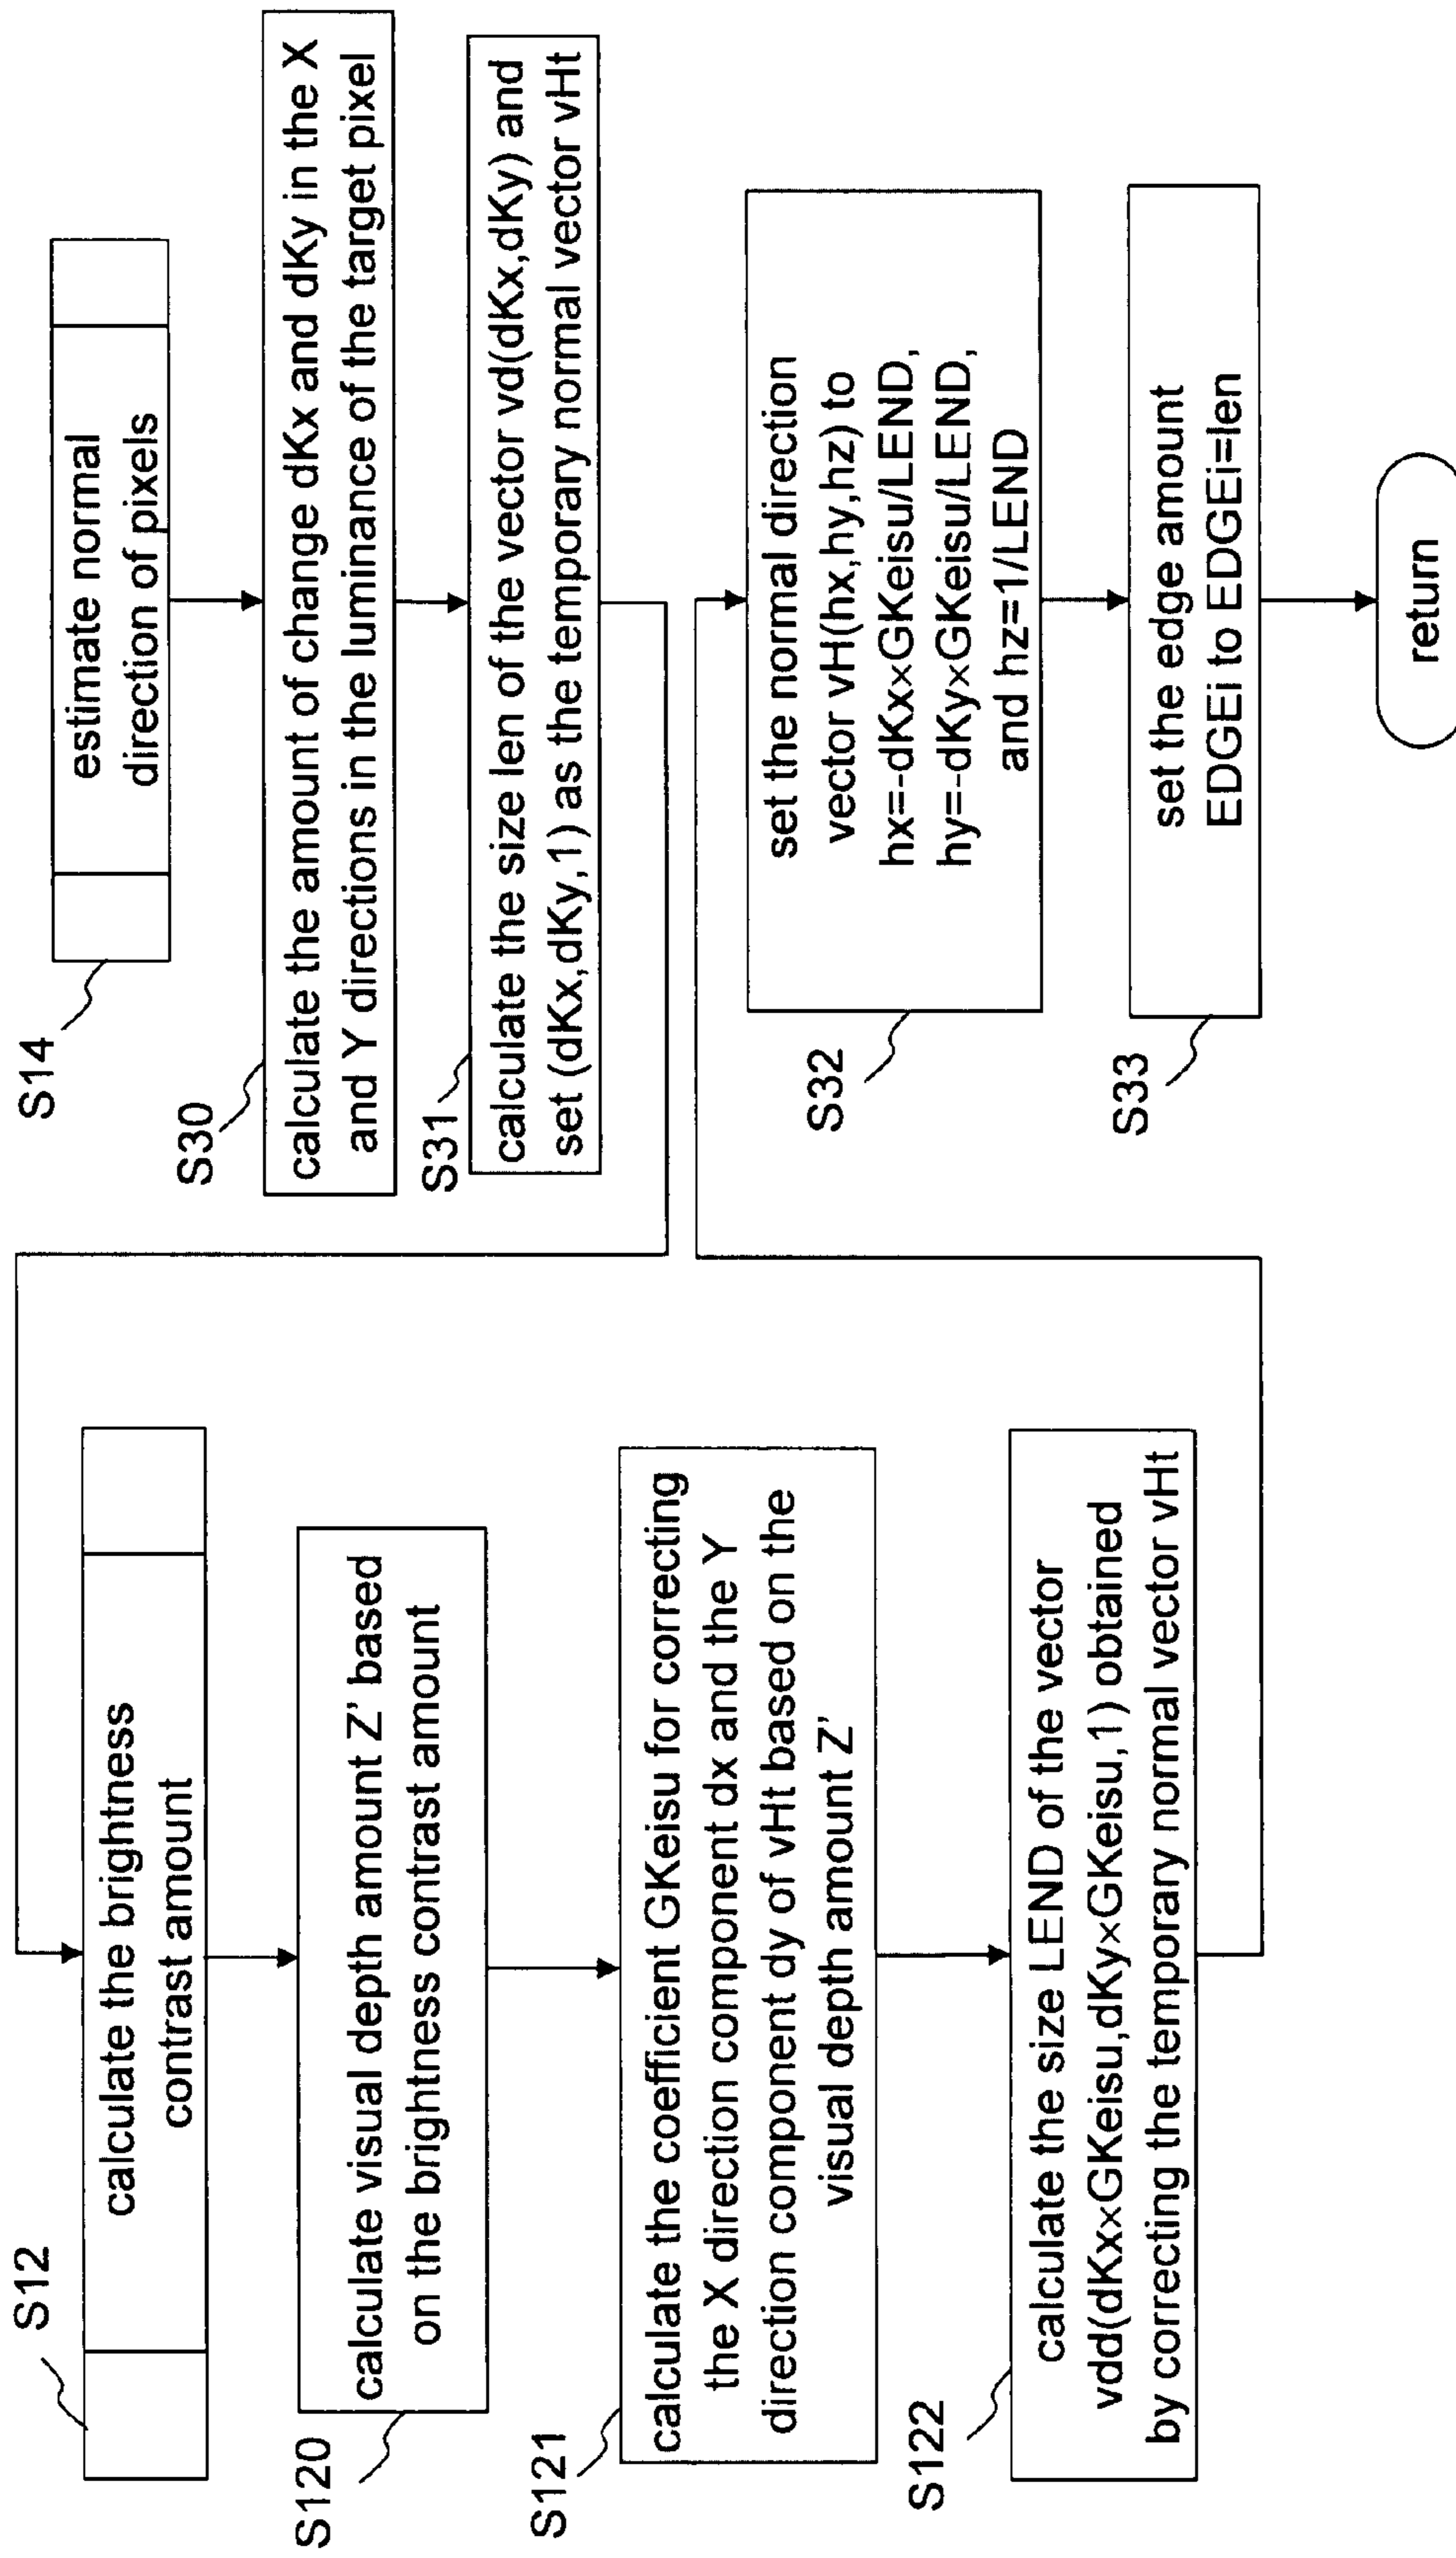 S14
estimate normal
direction of pixels
S30
calculate the amount of change dKx and dKy in the X
and Y directions in the luminance of the target pixel
S31
calculate the size len of the vector vd(dKx,dKy) and
set (dKx,dKy,1) as the temporary normal vector vHt
S12
calculate the brightness
contrast amount
S120
calculate visual depth amount Z' based
on the brightness contrast amount
S121
calculate the coefficient GKeisu for correcting
the X direction component dx and the Y
direction component dy of vHt based on the
visual depth amount Z'
S122
calculate the size LEND of the vector
vdd(dKx×GKeisu,dKy×GKeisu,1) obtained
by correcting the temporary normal vector vHt
S32
set the normal direction
vector vH(hx,hy,hz) to
hx=-dKx×GKeisu/LEND,
hy=-dKy×GKeisu/LEND,
and hz=1/LEND
S33
set the edge amount
EDGEi to EDGEi=len
return